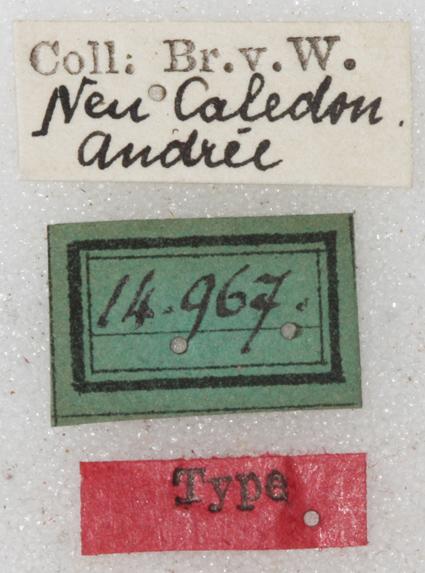 Coll: Br.v.W.
Neu Caledon.
Andrée
14.967.
Type